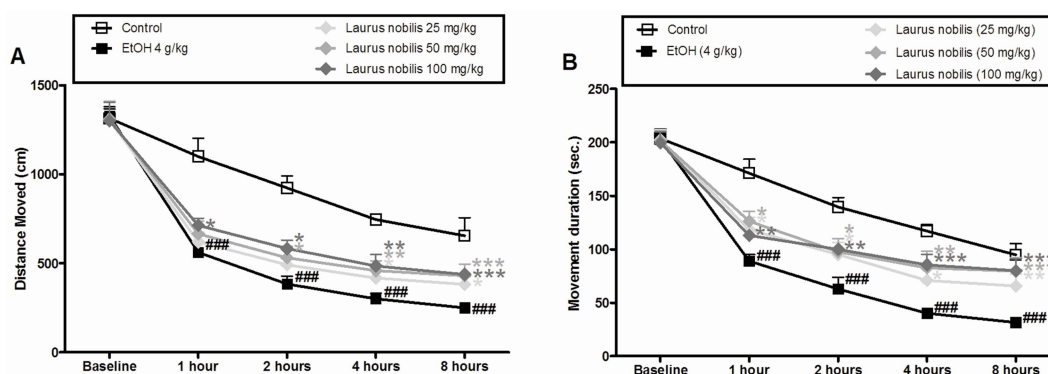 A
Control
EtOH 4 g/kg
Laurus nobilis 25 mg/kg
Laurus nobilis 50 mg/kg
Laurus nobilis 100 mg/kg
Distance Moved (cm)
1500
1000
500
0
*
###
*
*
###
**
**
*
###
***
***
*
###
Baseline 1 hour 2 hours 4 hours 8 hours
B
Control
EtOH (4 g/kg)
Laurus nobilis (25 mg/kg)
Laurus nobilis (50 mg/kg)
Laurus nobilis (100 mg/kg)
Movement duration (sec.)
250
200
150
100
50
0
*
*
**
###
*
*
**
###
**
***
*
###
***
***
**
###
Baseline 1 hour 2 hours 4 hours 8 hours